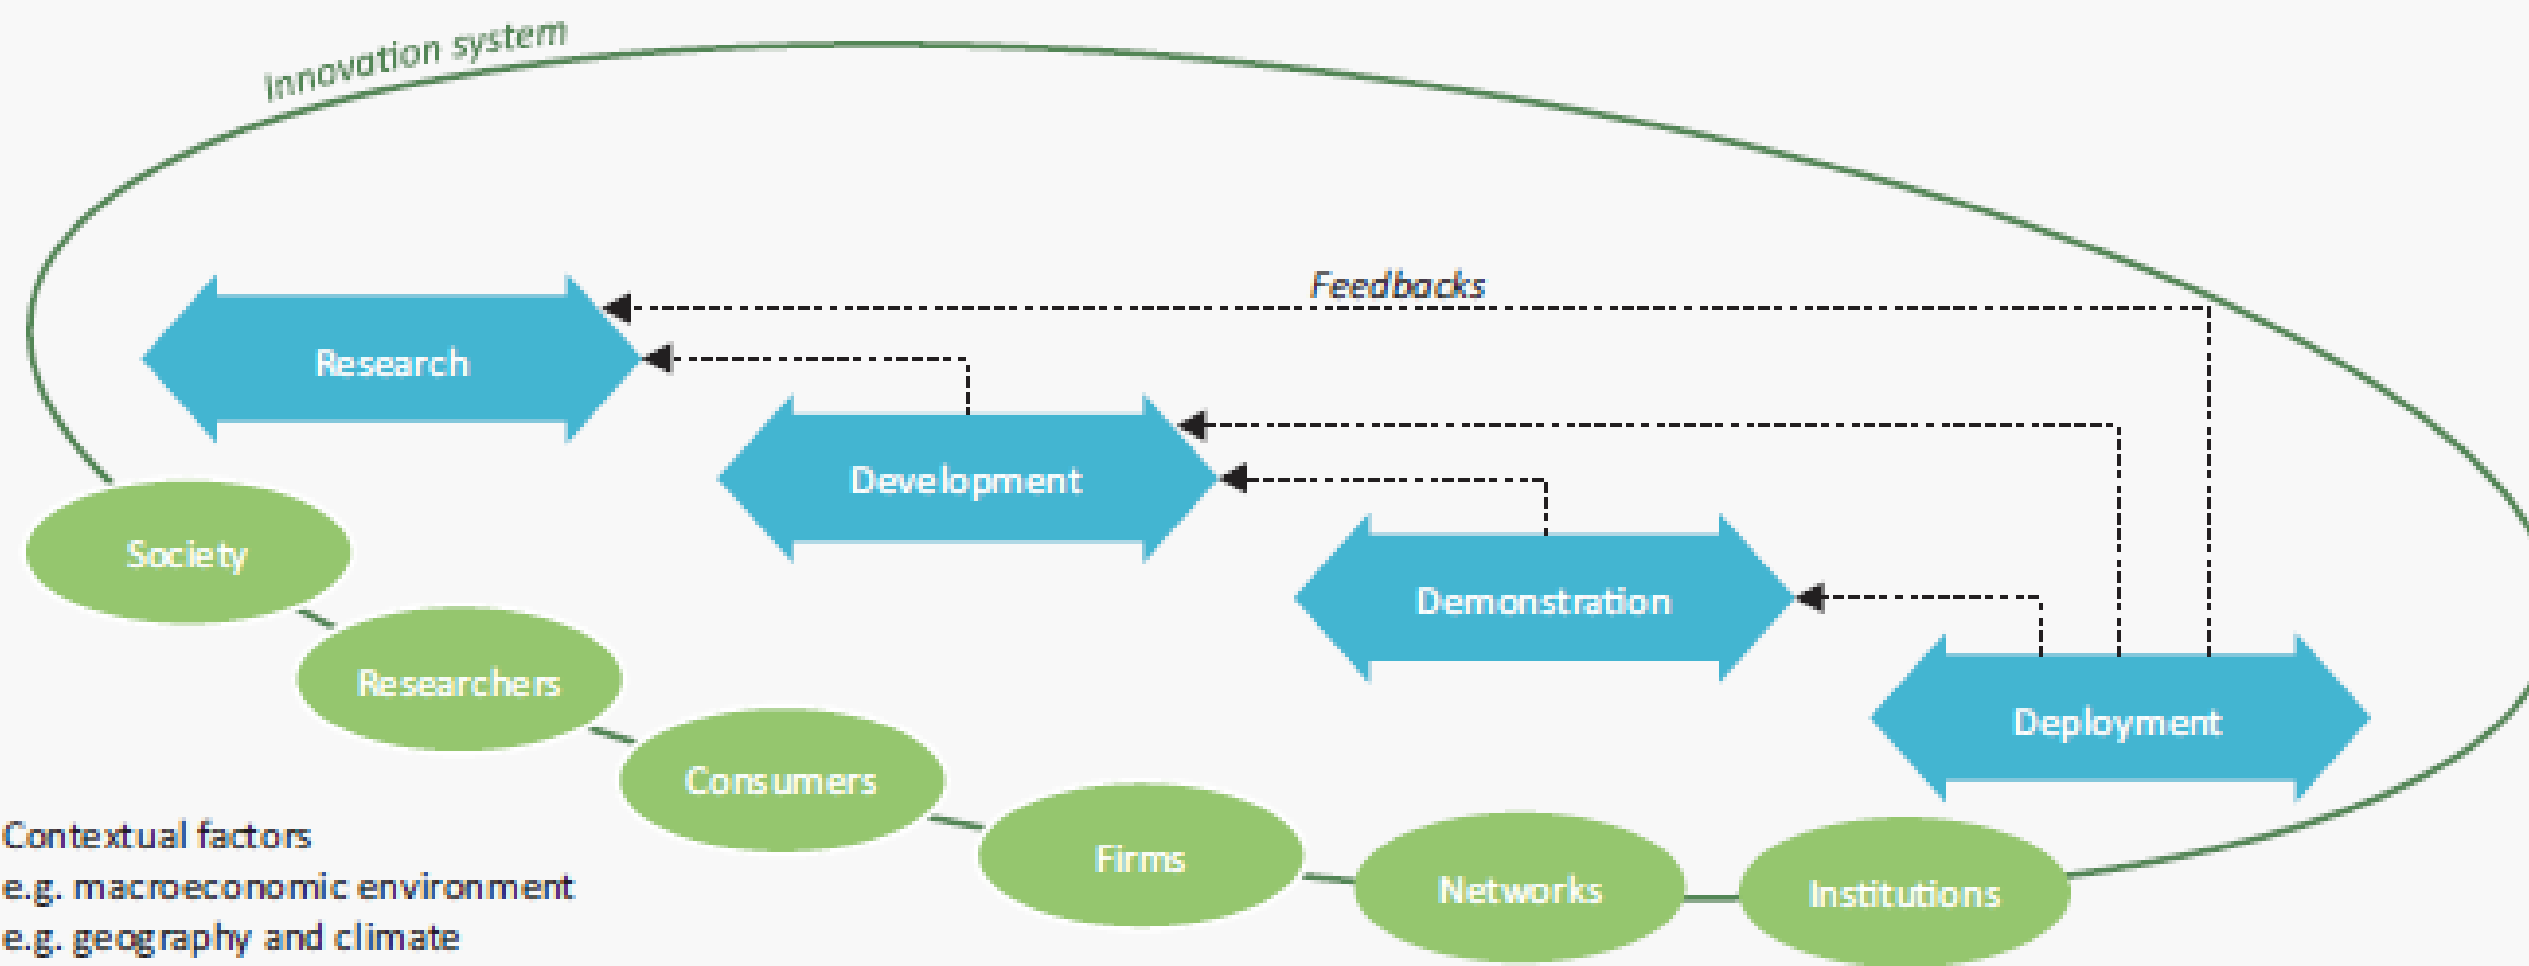 Innovation system
Feedbacks
Research
Development
Demonstration
Deployment
Society
Researchers
Consumers
Firms
Networks
Institutions
Contextual factors
e.g. macroeconomic environment
e.g. geography and climate